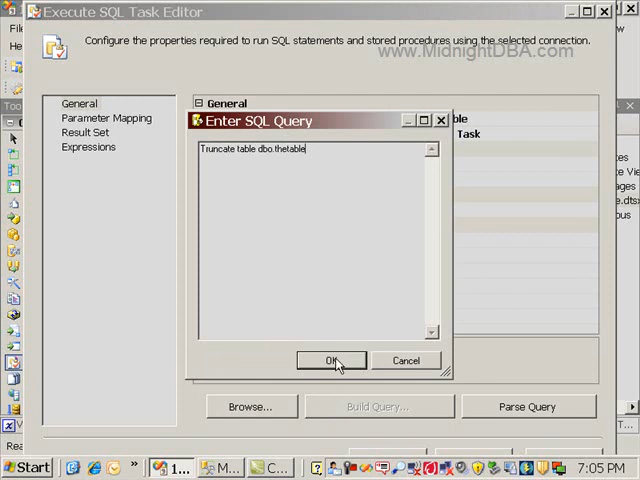 Execute SQL Task Editor
Configure the properties required to run SQL statements and stored procedures using the selected connection.
www.MidnightDBA.com
General
Parameter Mapping
Result Set
Expressions
General
Enter SQL Query
Truncate table dbo.thetable
Task
OK
Cancel
Browse...
Build Query...
Parse Query
Start
1...
M...
C...
7:05 PM